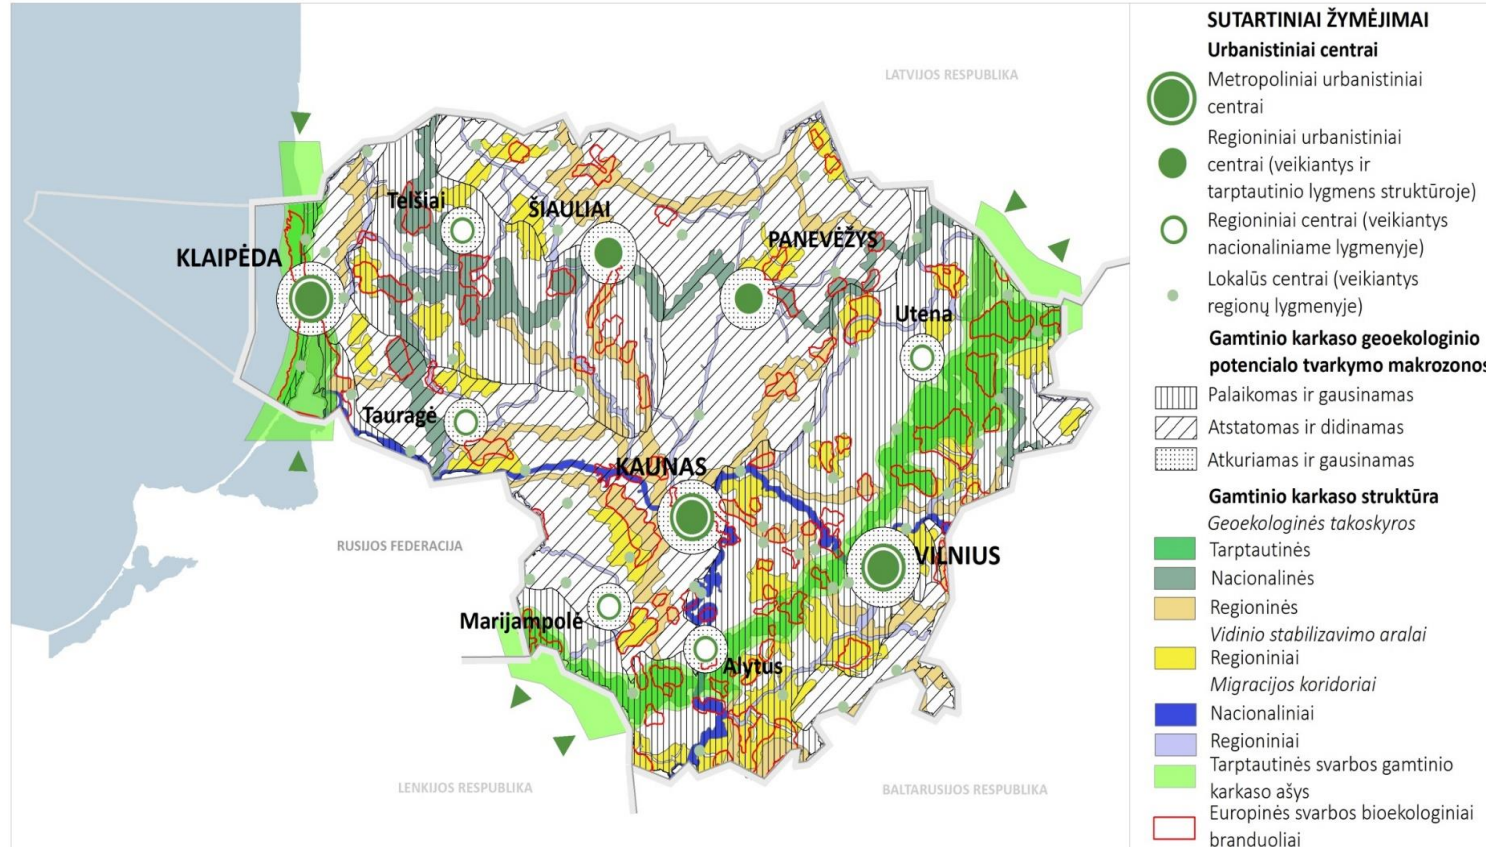 LATVIJOS RESPUBLIKA
Telšiai
ŠIAULIAI
PANEVĖŽYS
KLAIPĖDA
Utena
Tauragė
KAUNAS
RUSIJOS FEDERACIJA
VILNIUS
Marijampolė
Alytus
LENKIJOS RESPUBLIKA
BALTARUSIJOS RESPUBLIKA
SUTARTINIAI ŽYMĖJIMAI
Urbanistiniai centrai
Metropoliniai urbanistiniai
centrai
Regioniniai urbanistiniai
centrai (veikiantys ir
tarptautinio lygmens struktūroje)
Regioniniai centrai (veikiantys
nacionaliniame lygmenyje)
Lokalūs centrai (veikiantys
regionų lygmenyje)
Gamtinio karkaso geoekologinio
potencialo tvarkymo makrozonos
Palaikomas ir gausinamas
Atstatomas ir didinamas
Atkuriamas ir gausinamas
Gamtinio karkaso struktūra
Geoekologinės takoskyros
Tarptautinės
Nacionalinės
Regioninės
Vidinio stabilizavimo aralai
Regioniniai
Migracijos koridoriai
Nacionaliniai
Regioniniai
Tarptautinės svarbos gamtinio
karkaso ašys
Europinės svarbos bioekologiniai
branduoliai